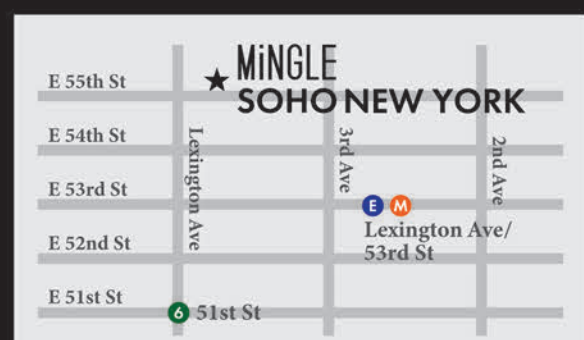 MiNGLE
SOHO NEW YORK
E 55th St
E 54th St
E 53rd St
E 52nd St
E 51st St
Lexington Ave
3rd Ave
2nd Ave
E M
Lexington Ave/
53rd St
6 51st St